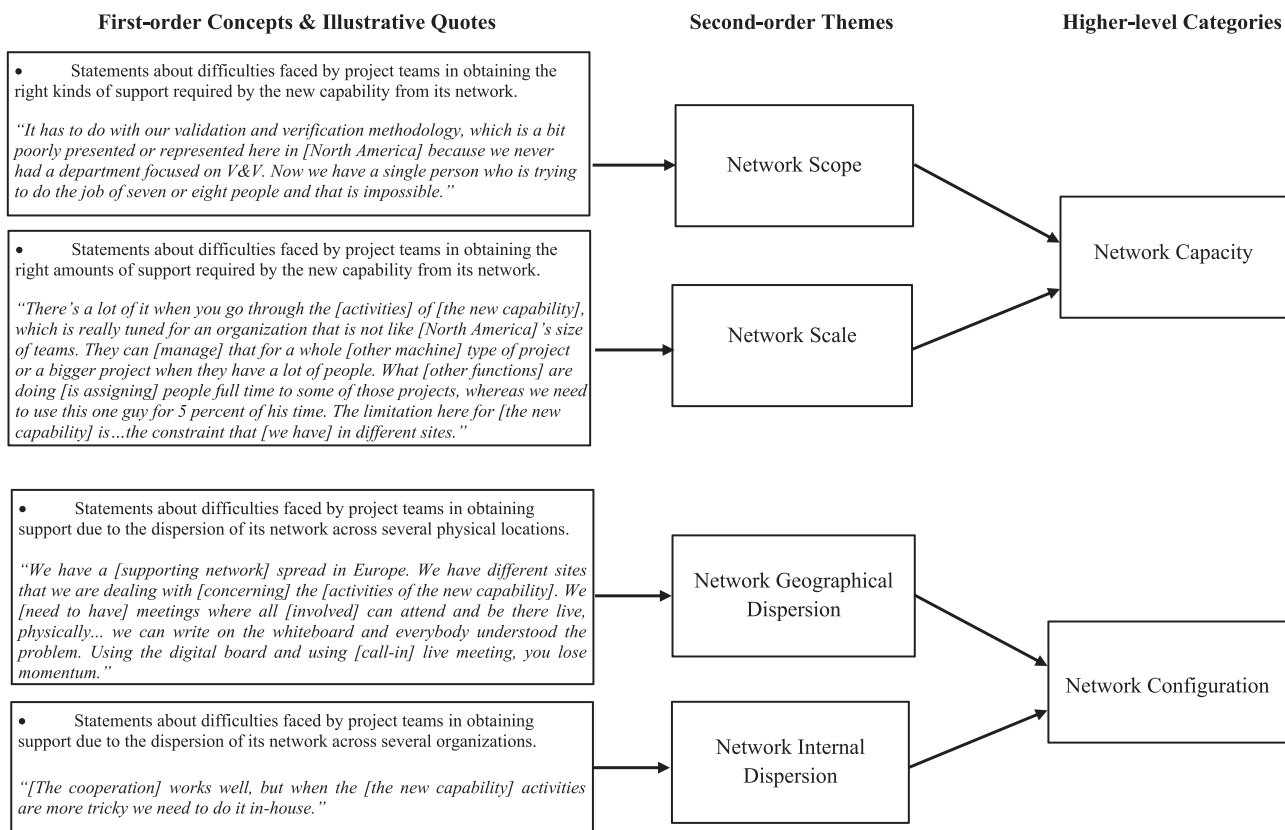 First-order Concepts & Illustrative Quotes
Second-order Themes
Higher-level Categories
• Statements about difficulties faced by project teams in obtaining the
right kinds of support required by the new capability from its network.
“It has to do with our validation and verification methodology, which is a bit
poorly presented or represented here in [North America] because we never
had a department focused on V&V. Now we have a single person who is trying
to do the job of seven or eight people and that is impossible.”
Network Scope
• Statements about difficulties faced by project teams in obtaining the
right amounts of support required by the new capability from its network.
“There’s a lot of it when you go through the [activities] of [the new capability],
which is really tuned for an organization that is not like [North America]’s size
of teams. They can [manage] that for a whole [other machine] type of project
or a bigger project when they have a lot of people. What [other functions] are
doing [is assigning] people full time to some of those projects, whereas we need
to use this one guy for 5 percent of his time. The limitation here for [the new
capability] is…the constraint that [we have] in different sites.”
Network Scale
Network Capacity
• Statements about difficulties faced by project teams in obtaining
support due to the dispersion of its network across several physical locations.
“We have a [supporting network] spread in Europe. We have different sites
that we are dealing with [concerning] the [activities of the new capability]. We
[need to have] meetings where all [involved] can attend and be there live,
physically... we can write on the whiteboard and everybody understood the
problem. Using the digital board and using [call-in] live meeting, you lose
momentum.”
Network Geographical
Dispersion
• Statements about difficulties faced by project teams in obtaining
support due to the dispersion of its network across several organizations.
“[The cooperation] works well, but when the [the new capability] activities
are more tricky we need to do it in-house.”
Network Internal
Dispersion
Network Configuration